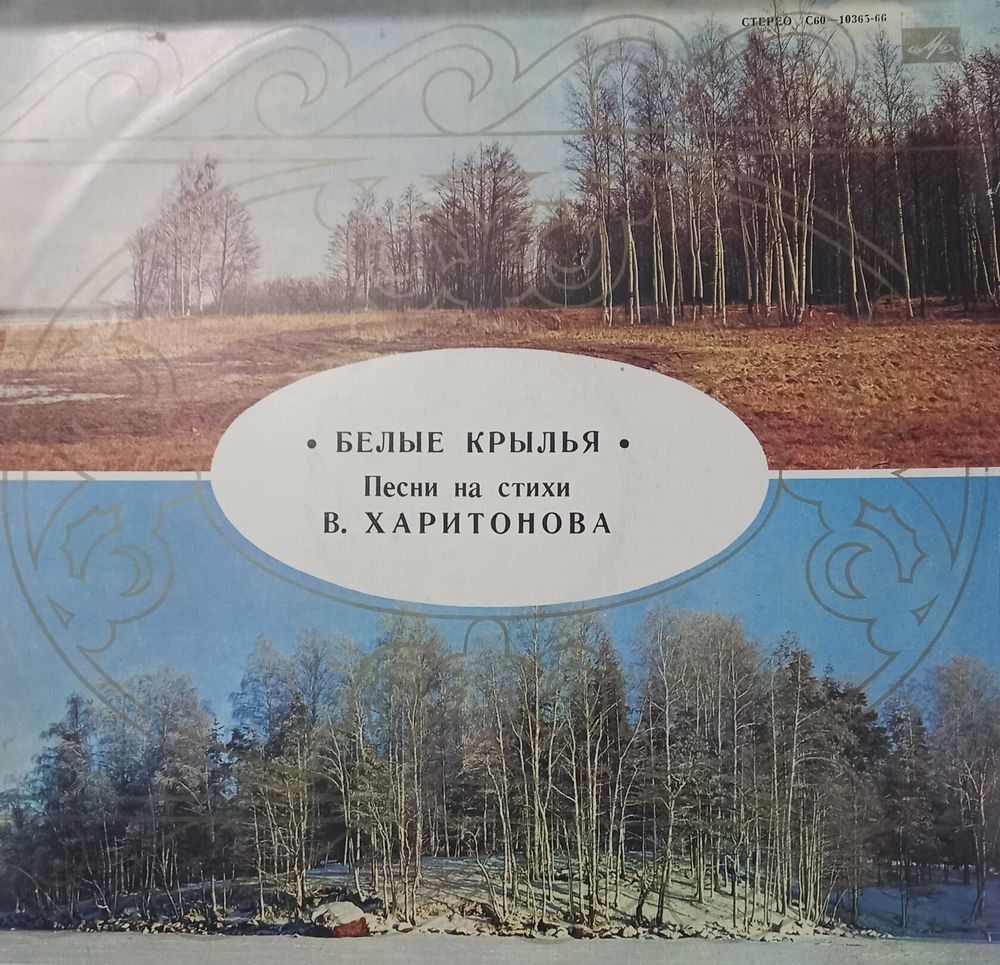 СТЕРЕО С60—10365-66
• БЕЛЫЕ КРЫЛЬЯ •
Песни на стихи
В. ХАРИТОНОВА